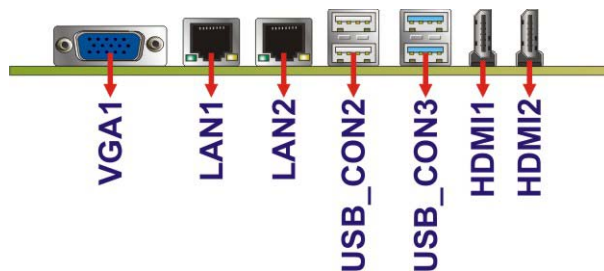 VGA1
LAN1
LAN2
USB_CON2
USB_CON3
HDMI1
HDMI2